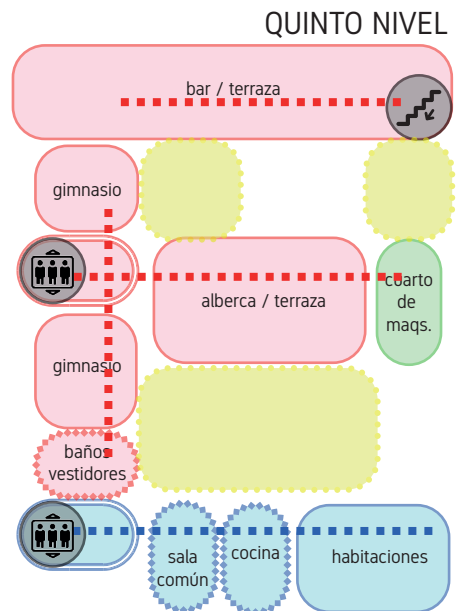 QUINTO NIVEL
bar / terraza
gimnasio
alberca / terraza
cuarto
de
maqs.
gimnasio
baños
vestidores
sala
común
cocina
habitaciones